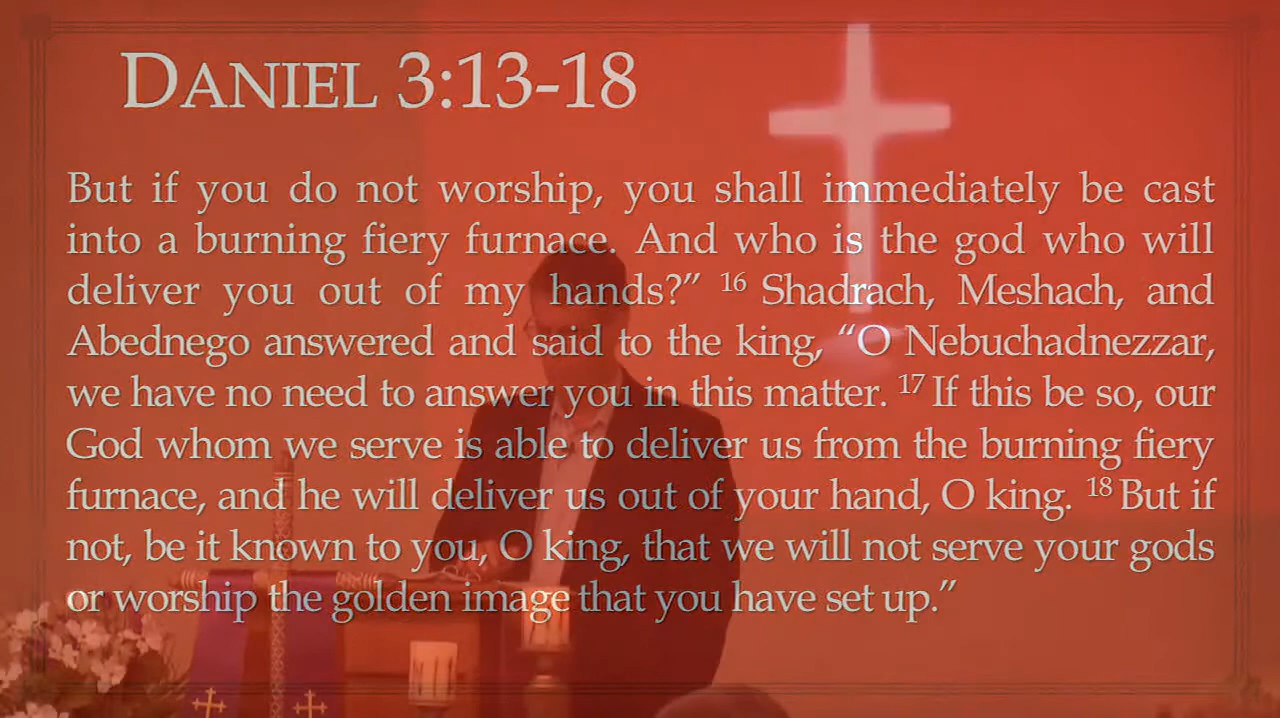 DANIEL 3:13-18
But if you do not worship, you shall immediately be cast
into a burning fiery furnace. And who is the god who will
deliver you out of my hands?” 16 Shadrach, Meshach, and
Abednego answered and said to the king, “O Nebuchadnezzar,
we have no need to answer you in this matter. 17 If this be so, our
God whom we serve is able to deliver us from the burning fiery
furnace, and he will deliver us out of your hand, O king. 18 But if
not, be it known to you, O king, that we will not serve your gods
or worship the golden image that you have set up.”